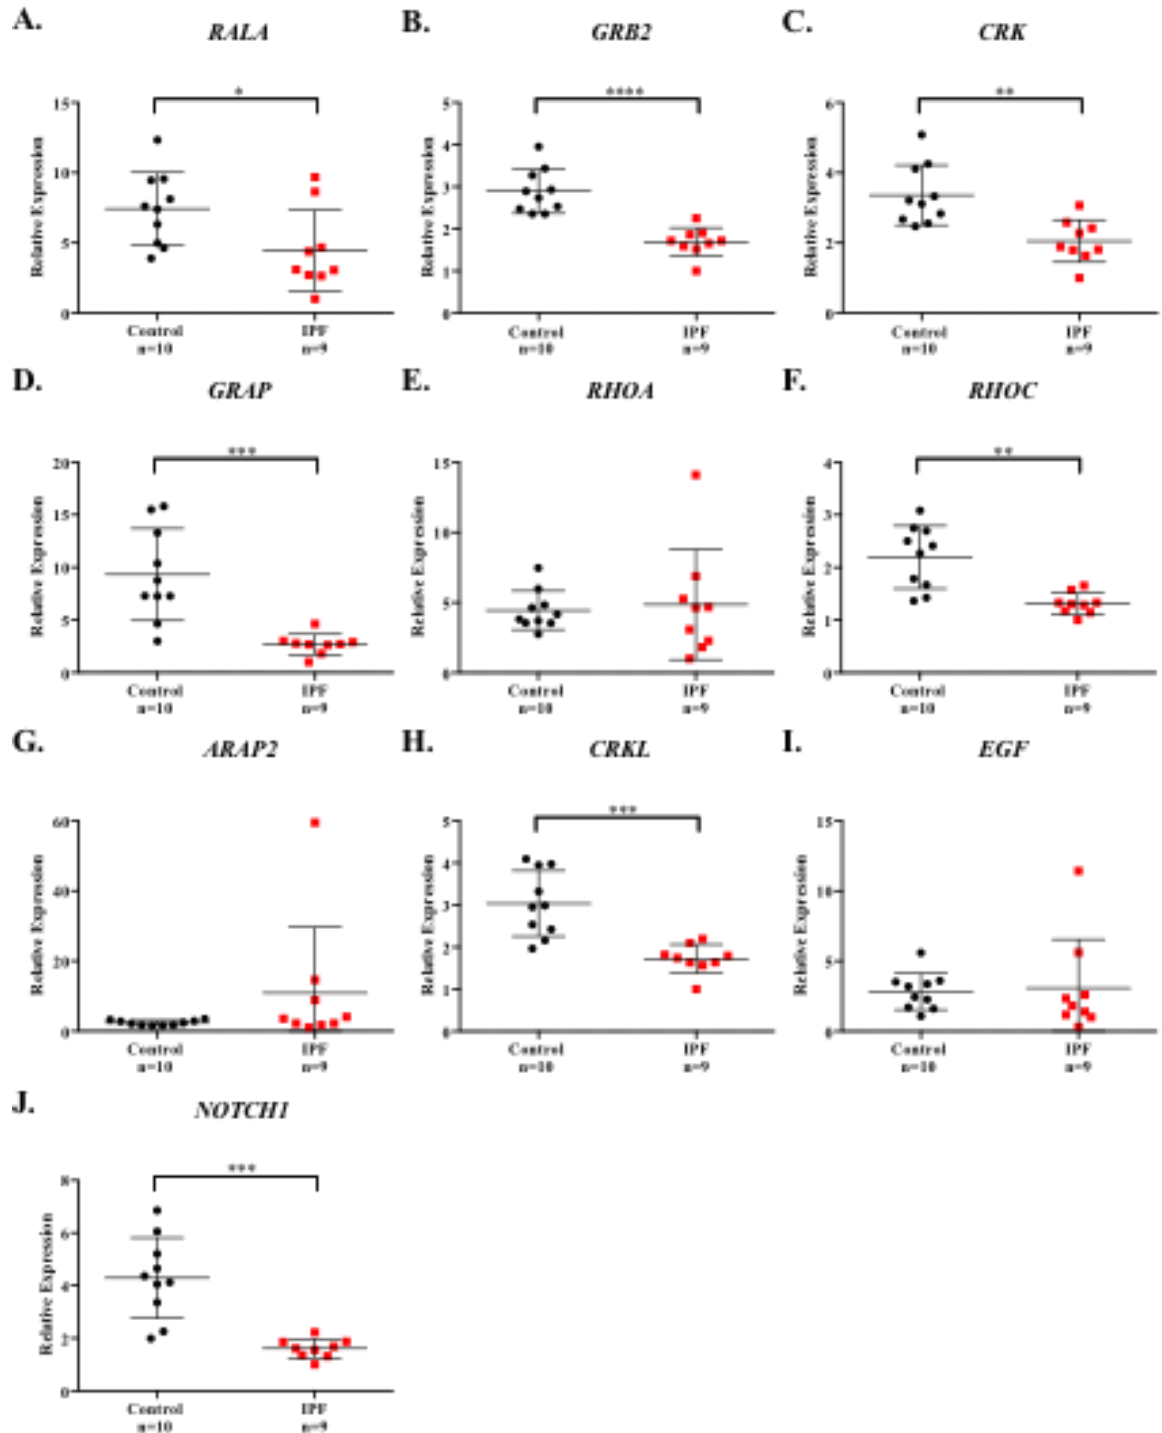 A. RALA
*
15
10
5
0
Relative Expression
Control IPF
n=10 n=9
B. GRB2
****
5
4
3
2
1
0
Relative Expression
Control IPF
n=10 n=9
C. CRK
**
6
4
2
0
Relative Expression
Control IPF
n=10 n=9
D. GRAP
***
20
15
10
5
0
Relative Expression
Control IPF
n=10 n=9
E. RHOA
15
10
5
0
Relative Expression
Control IPF
n=10 n=9
F. RHOC
**
4
3
2
1
0
Relative Expression
Control IPF
n=10 n=9
G. ARAP2
60
40
20
0
Relative Expression
Control IPF
n=10 n=9
H. CRKL
***
5
4
3
2
1
0
Relative Expression
Control IPF
n=10 n=9
I. EGF
15
10
5
0
Relative Expression
Control IPF
n=10 n=9
J. NOTCH1
***
8
6
4
2
0
Relative Expression
Control IPF
n=10 n=9